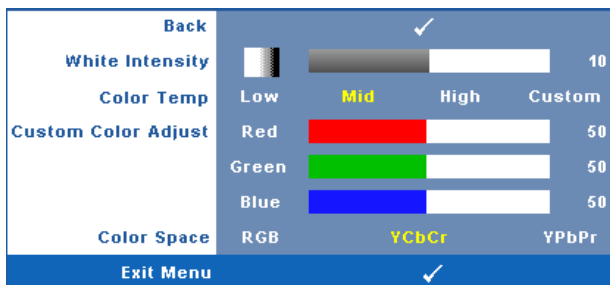 Back
White Intensity 10
Color Temp Low Mid High Custom
Custom Color Adjust Red 50
Green 50
Blue 50
Color Space RGB YCbCr YPbPr
Exit Menu